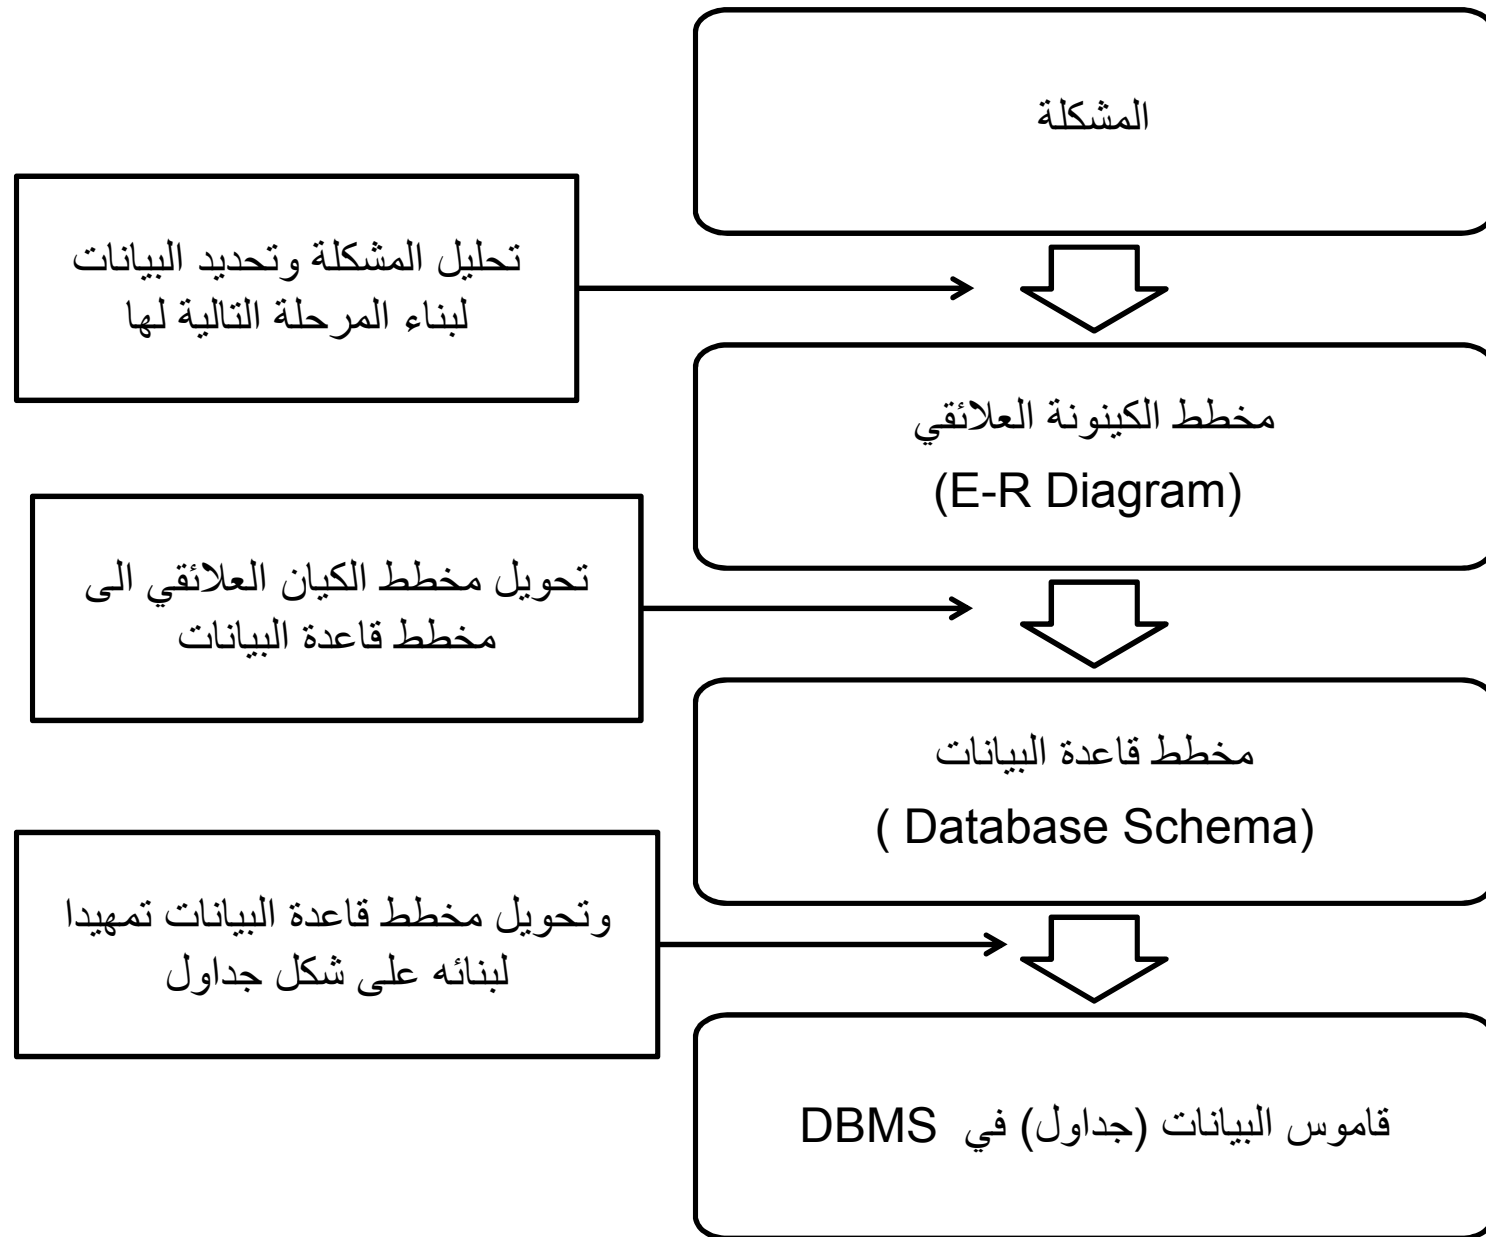 المشكلة
تحليل المشكلة وتحديد البيانات
لبناء المرحلة التالية لها
مخطط الكينونة العلائقي
(E-R Diagram)
تحويل مخطط الكيان العلائقي الى
مخطط قاعدة البيانات
مخطط قاعدة البيانات
( Database Schema)
وتحويل مخطط قاعدة البيانات تمهيدا
لبنائه على شكل جداول
قاموس البيانات (جداول) في DBMS